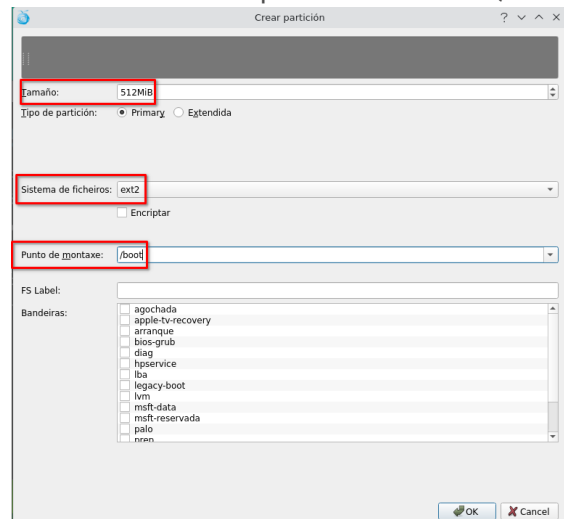 Crear partición
Tamaño: 512MiB
Tipo de partición: Primary Extendida
Sistema de ficheiros: ext2
Encriptar
Punto de montaxe: /boot
FS Label:
Bandeiras:
agochada
apple-tv-recovery
arranque
bios-grub
diag
hpservice
lba
legacy-boot
lvm
msft-data
msft-reservada
palo
prep
OK Cancel